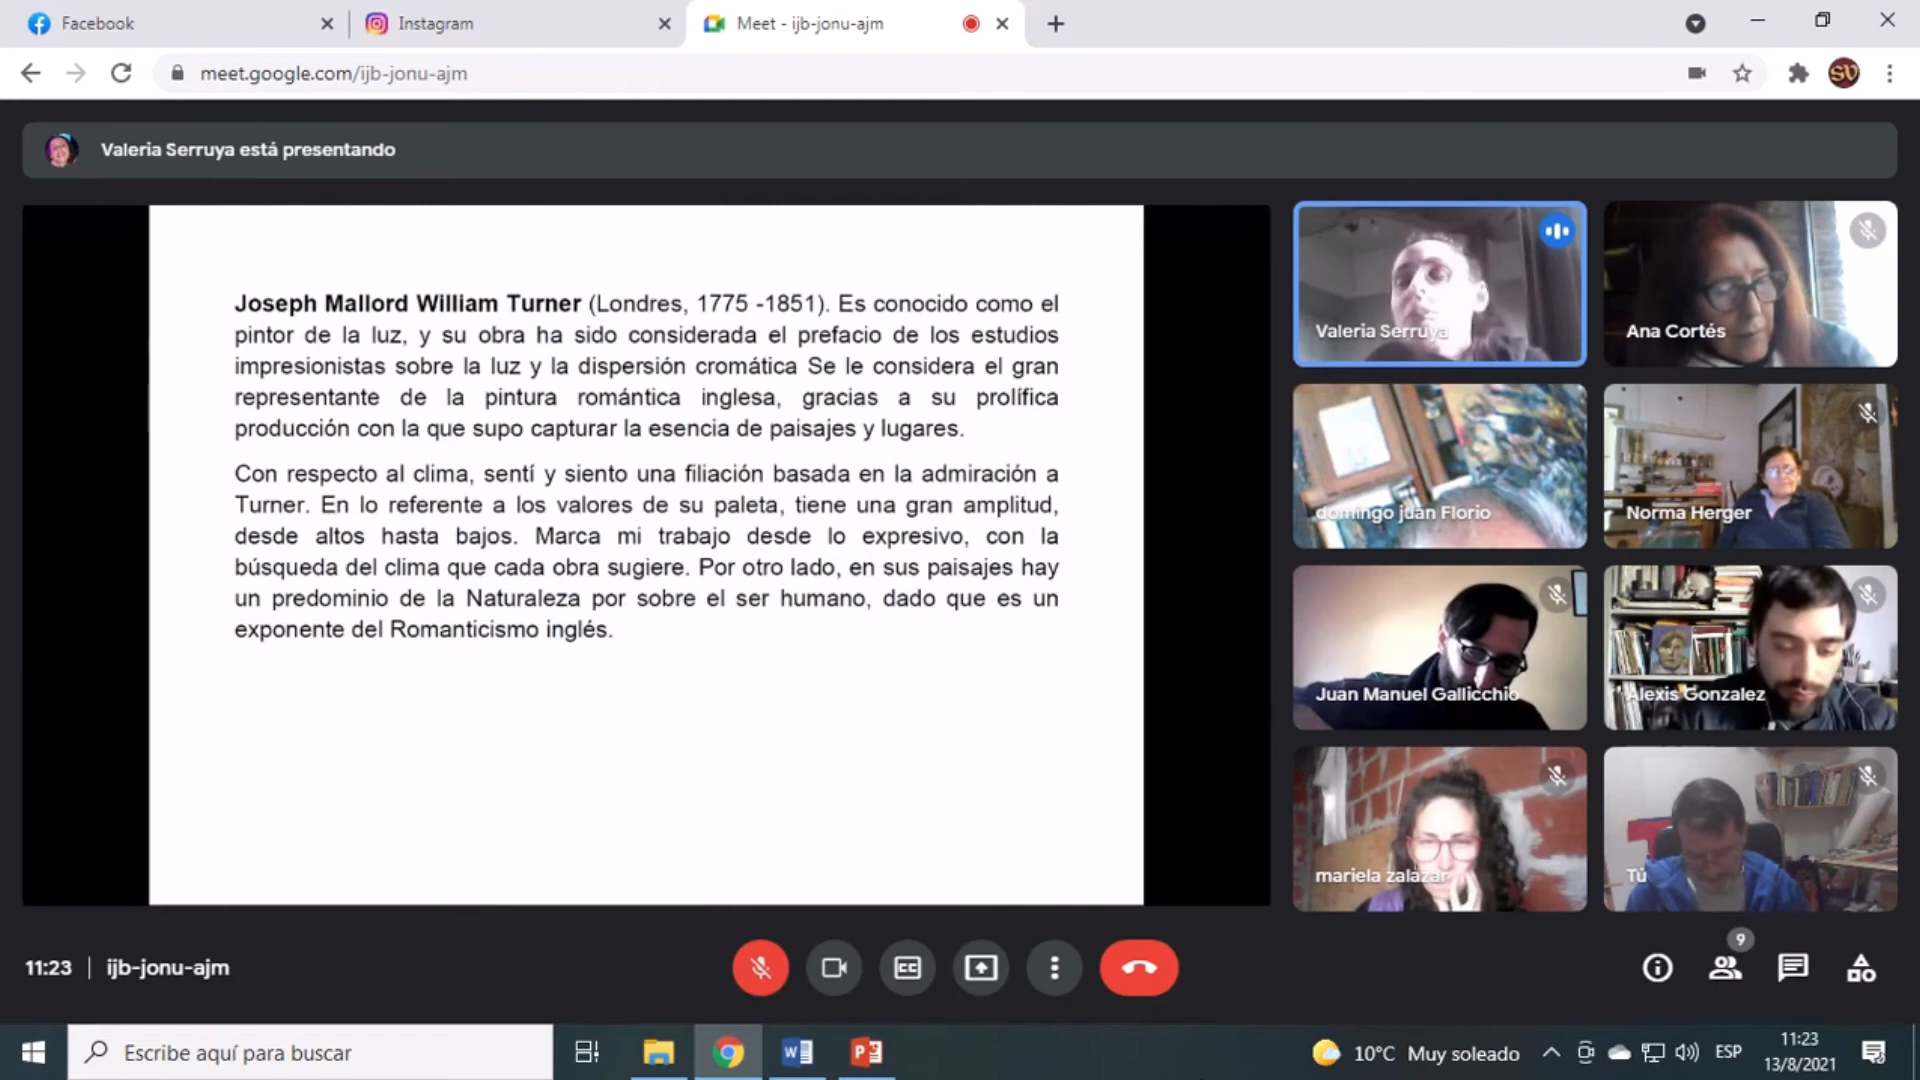 Facebook
Instagram
Meet - ijb-jonu-ajm
meet.google.com/ijb-jonu-ajm
SV
Valeria Serruya está presentando
Joseph Mallord William Turner (Londres, 1775 -1851). Es conocido como el
pintor de la luz, y su obra ha sido considerada el prefacio de los estudios
impresionistas sobre la luz y la dispersión cromática Se le considera el gran
representante de la pintura romántica inglesa, gracias a su prolífica
producción con la que supo capturar la esencia de paisajes y lugares.
Con respecto al clima, sentí y siento una filiación basada en la admiración a
Turner. En lo referente a los valores de su paleta, tiene una gran amplitud,
desde altos hasta bajos. Marca mi trabajo desde lo expresivo, con la
búsqueda del clima que cada obra sugiere. Por otro lado, en sus paisajes hay
un predominio de la Naturaleza por sobre el ser humano, dado que es un
exponente del Romanticismo inglés.
Valeria Serruya
Ana Cortés
domingo juan Florio
Norma Herger
Juan Manuel Gallicchio
Alexis Gonzalez
mariela zalazar
Tú
11:23 | ijb-jonu-ajm
CC
9
Escribe aquí para buscar
10°C Muy soleado
ESP
11:23
13/8/2021